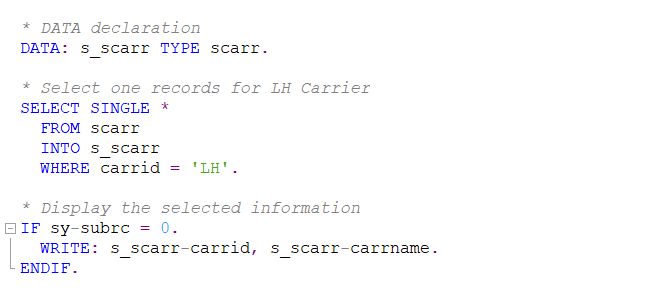 * DATA declaration
DATA: s_scarr TYPE scarr.
* Select one records for LH Carrier
SELECT SINGLE *
FROM scarr
INTO s_scarr
WHERE carrid = 'LH'.
* Display the selected information
IF sy-subrc = 0.
WRITE: s_scarr-carrid, s_scarr-carrname.
ENDIF.